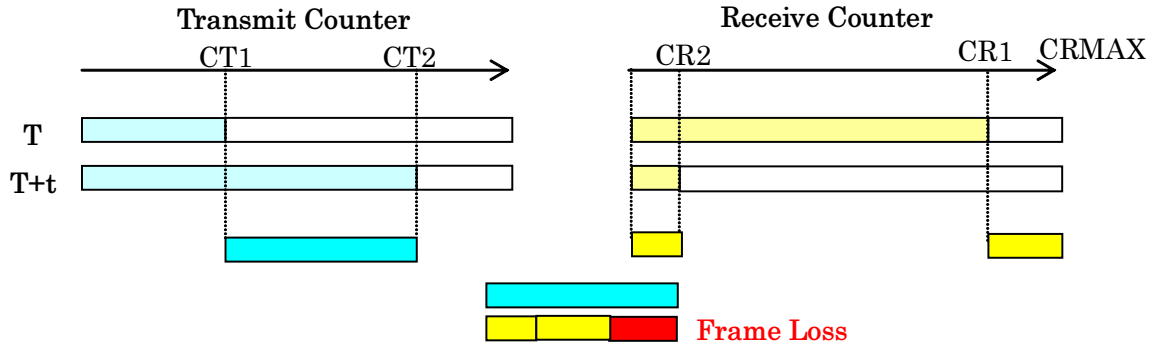 Transmit Counter
Receive Counter
CT1
CT2
CR2
CR1
CRMAX
T
T+t
Frame Loss